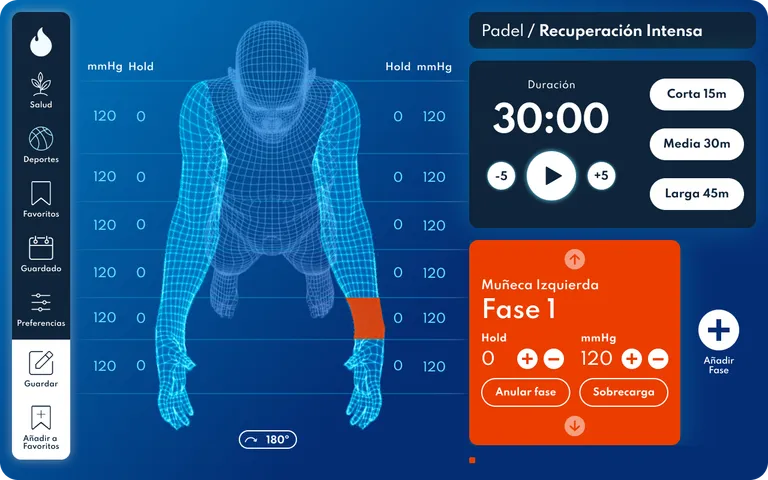 Salud
Deportes
Favoritos
Guardado
Preferencias
Guardar
Añadir a
Favoritos
mmHg Hold
120 0
120 0
120 0
120 0
120 0
120 0
Hold mmHg
0 120
0 120
0 120
0 120
0 120
0 120
180°
Padel / Recuperación Intensa
Duración
30:00
-5
+5
Corta 15m
Media 30m
Larga 45m
Muñeca Izquierda
Fase 1
Hold mmHg
0 120
Anular fase Sobrecarga
Añadir
Fase